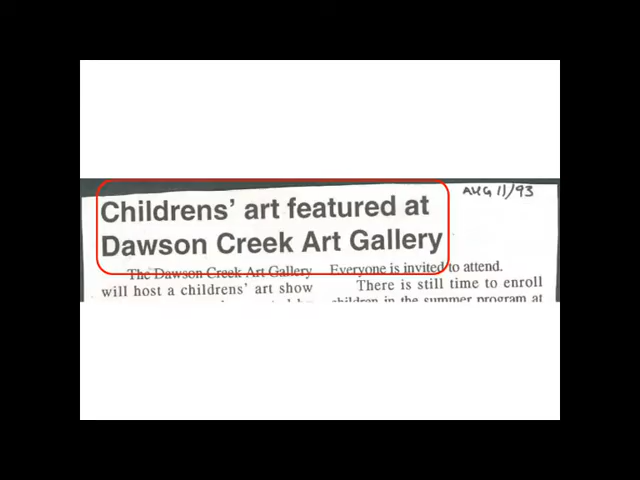 AUG 11/93
Childrens' art featured at
Dawson Creek Art Gallery
The Dawson Creek Art Gallery
will host a childrens' art show
Everyone is invited to attend.
There is still time to enroll
children in the summer program at